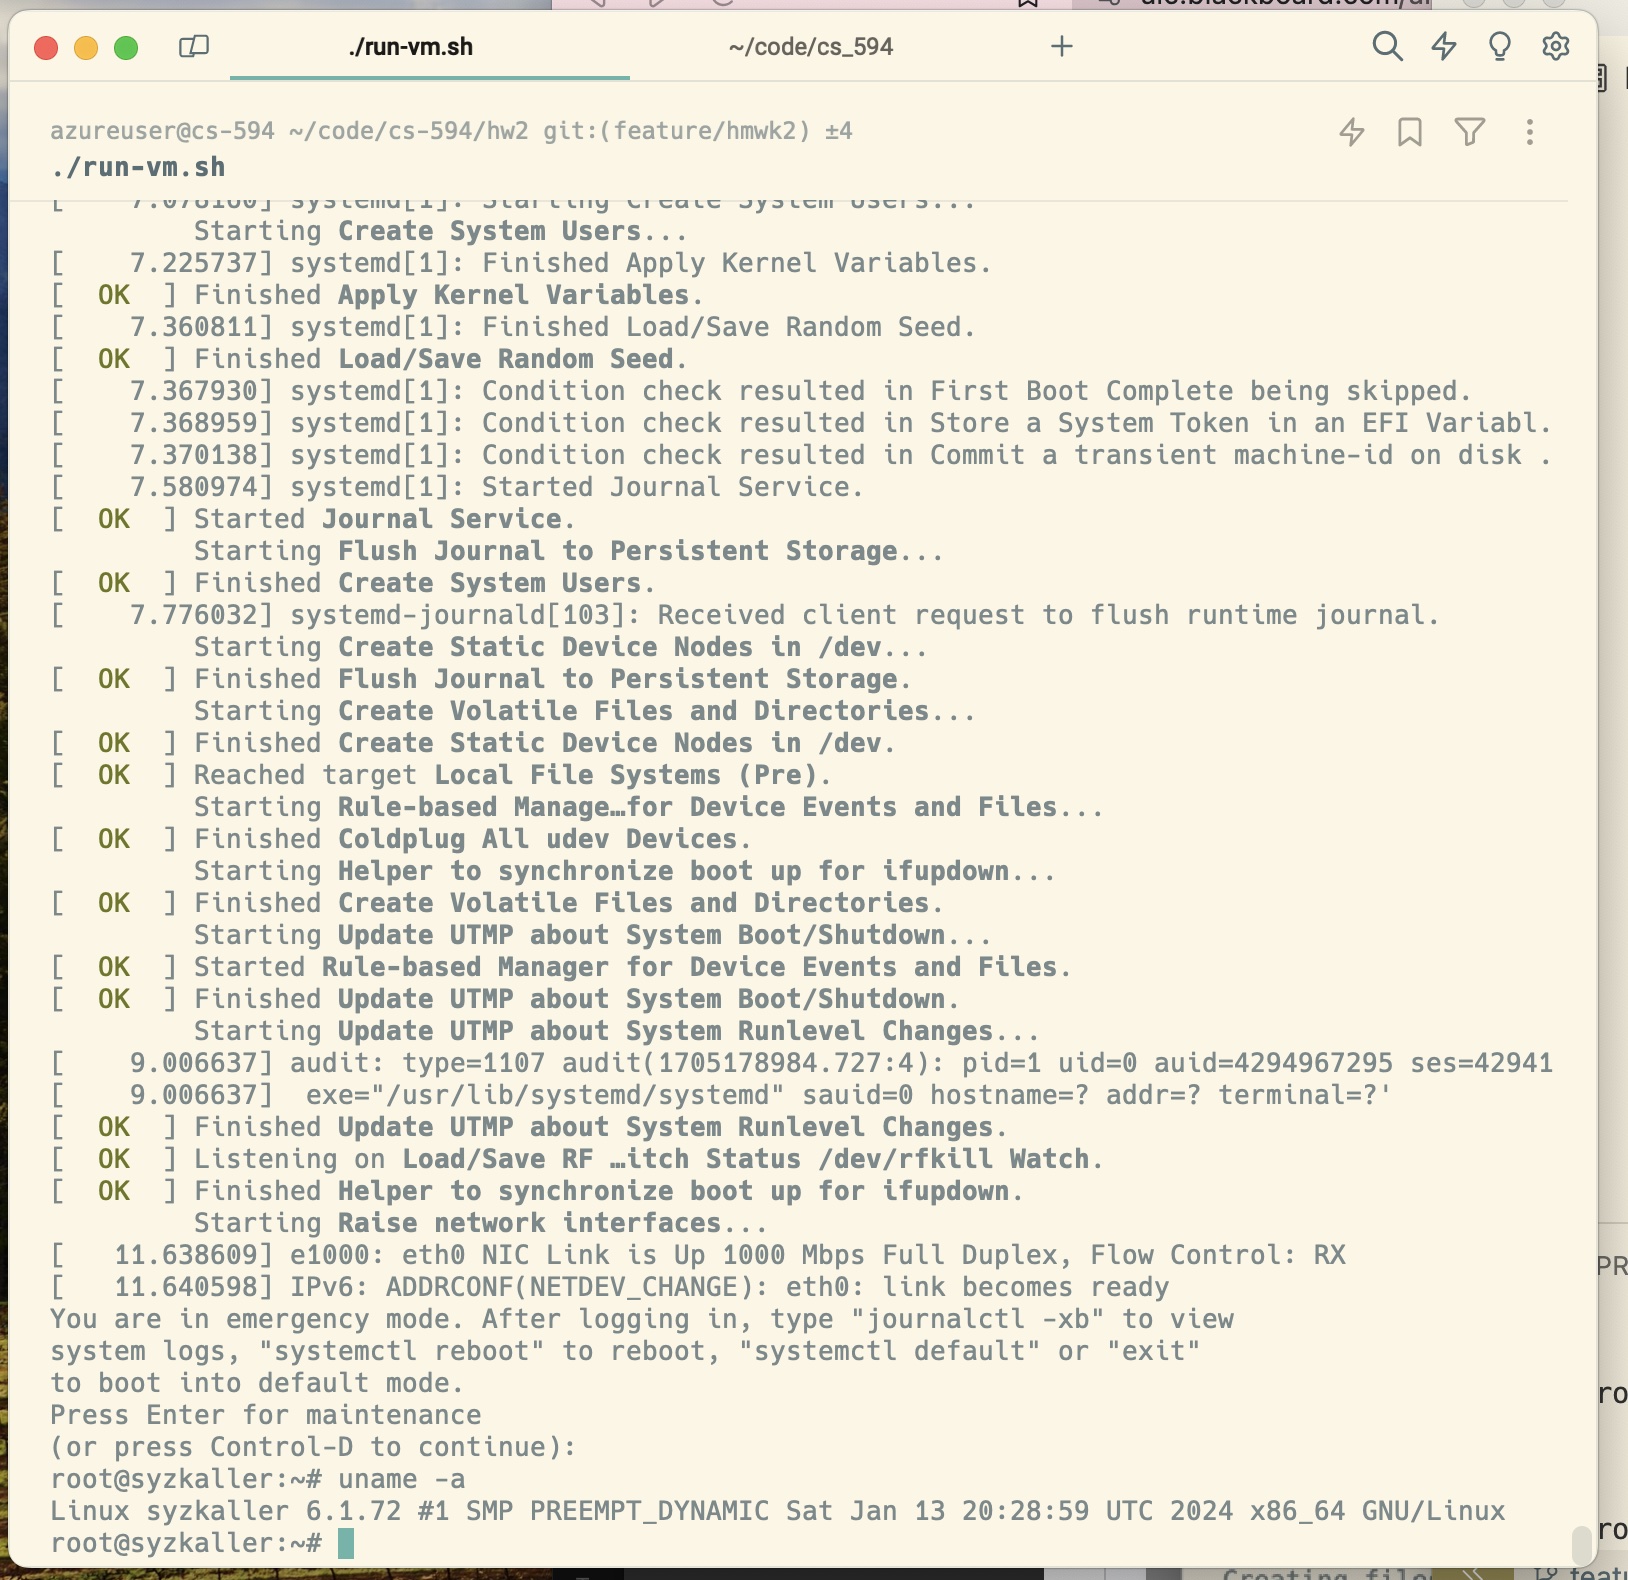 ./run-vm.sh
~/code/cs_594
azureuser@cs-594 ~/code/cs-594/hw2 git:(feature/hmwk2) ±4
./run-vm.sh
[    7.078180] systemd[1]: Starting Create System Users...
Starting Create System Users...
[    7.225737] systemd[1]: Finished Apply Kernel Variables.
[  OK  ] Finished Apply Kernel Variables.
[    7.360811] systemd[1]: Finished Load/Save Random Seed.
[  OK  ] Finished Load/Save Random Seed.
[    7.367930] systemd[1]: Condition check resulted in First Boot Complete being skipped.
[    7.368959] systemd[1]: Condition check resulted in Store a System Token in an EFI Variabl.
[    7.370138] systemd[1]: Condition check resulted in Commit a transient machine-id on disk .
[    7.580974] systemd[1]: Started Journal Service.
[  OK  ] Started Journal Service.
Starting Flush Journal to Persistent Storage...
[  OK  ] Finished Create System Users.
[    7.776032] systemd-journald[103]: Received client request to flush runtime journal.
Starting Create Static Device Nodes in /dev...
[  OK  ] Finished Flush Journal to Persistent Storage.
Starting Create Volatile Files and Directories...
[  OK  ] Finished Create Static Device Nodes in /dev.
[  OK  ] Reached target Local File Systems (Pre).
Starting Rule-based Manage…for Device Events and Files...
[  OK  ] Finished Coldplug All udev Devices.
Starting Helper to synchronize boot up for ifupdown...
[  OK  ] Finished Create Volatile Files and Directories.
Starting Update UTMP about System Boot/Shutdown...
[  OK  ] Started Rule-based Manager for Device Events and Files.
[  OK  ] Finished Update UTMP about System Boot/Shutdown.
Starting Update UTMP about System Runlevel Changes...
[    9.006637] audit: type=1107 audit(1705178984.727:4): pid=1 uid=0 auid=4294967295 ses=42941
[    9.006637]  exe="/usr/lib/systemd/systemd" sauid=0 hostname=? addr=? terminal=?'
[  OK  ] Finished Update UTMP about System Runlevel Changes.
[  OK  ] Listening on Load/Save RF …itch Status /dev/rfkill Watch.
[  OK  ] Finished Helper to synchronize boot up for ifupdown.
Starting Raise network interfaces...
[   11.638609] e1000: eth0 NIC Link is Up 1000 Mbps Full Duplex, Flow Control: RX
[   11.640598] IPv6: ADDRCONF(NETDEV_CHANGE): eth0: link becomes ready
You are in emergency mode. After logging in, type "journalctl -xb" to view
system logs, "systemctl reboot" to reboot, "systemctl default" or "exit"
to boot into default mode.
Press Enter for maintenance
(or press Control-D to continue):
root@syzkaller:~# uname -a
Linux syzkaller 6.1.72 #1 SMP PREEMPT_DYNAMIC Sat Jan 13 20:28:59 UTC 2024 x86_64 GNU/Linux
root@syzkaller:~#